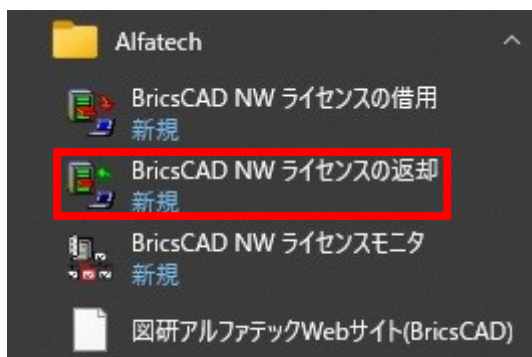 Alfatech
BricsCAD NW ライセンスの借用
新規
BricsCAD NW ライセンスの返却
新規
BricsCAD NW ライセンスモニタ
新規
図研アルファテックWebサイト(BricsCAD)